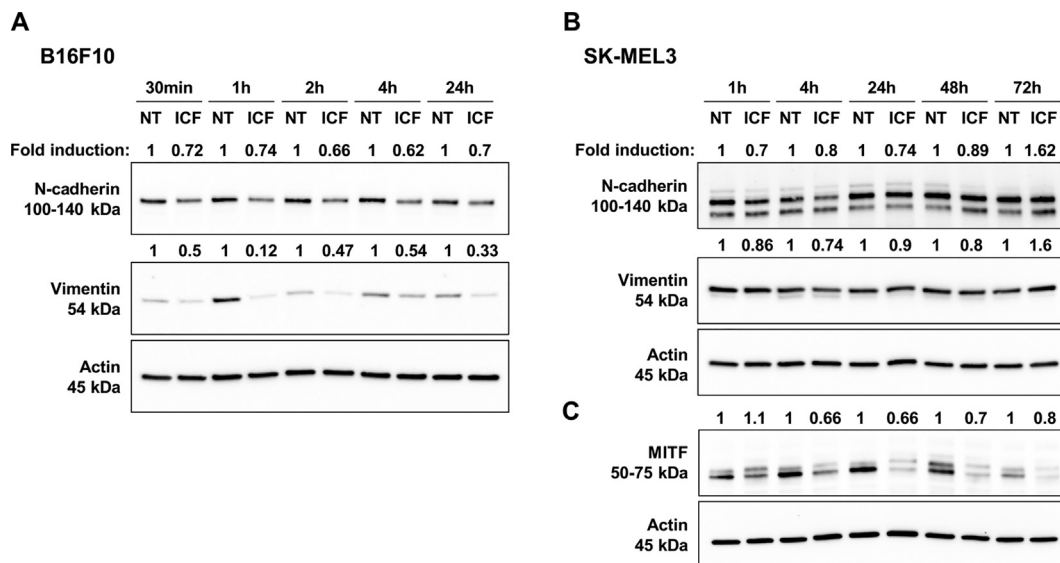 A
B16F10
30min 1h 2h 4h 24h
NT ICF NT ICF NT ICF NT ICF NT ICF
Fold induction: 1 0.72 1 0.74 1 0.66 1 0.62 1 0.7
N-cadherin
100-140 kDa
1 0.5 1 0.12 1 0.47 1 0.54 1 0.33
Vimentin
54 kDa
Actin
45 kDa
B
SK-MEL3
1h 4h 24h 48h 72h
NT ICF NT ICF NT ICF NT ICF NT ICF
Fold induction: 1 0.7 1 0.8 1 0.74 1 0.89 1 1.62
N-cadherin
100-140 kDa
1 0.86 1 0.74 1 0.9 1 0.8 1 1.6
Vimentin
54 kDa
Actin
45 kDa
C
1 1.1 1 0.66 1 0.66 1 0.7 1 0.8
MITF
50-75 kDa
Actin
45 kDa